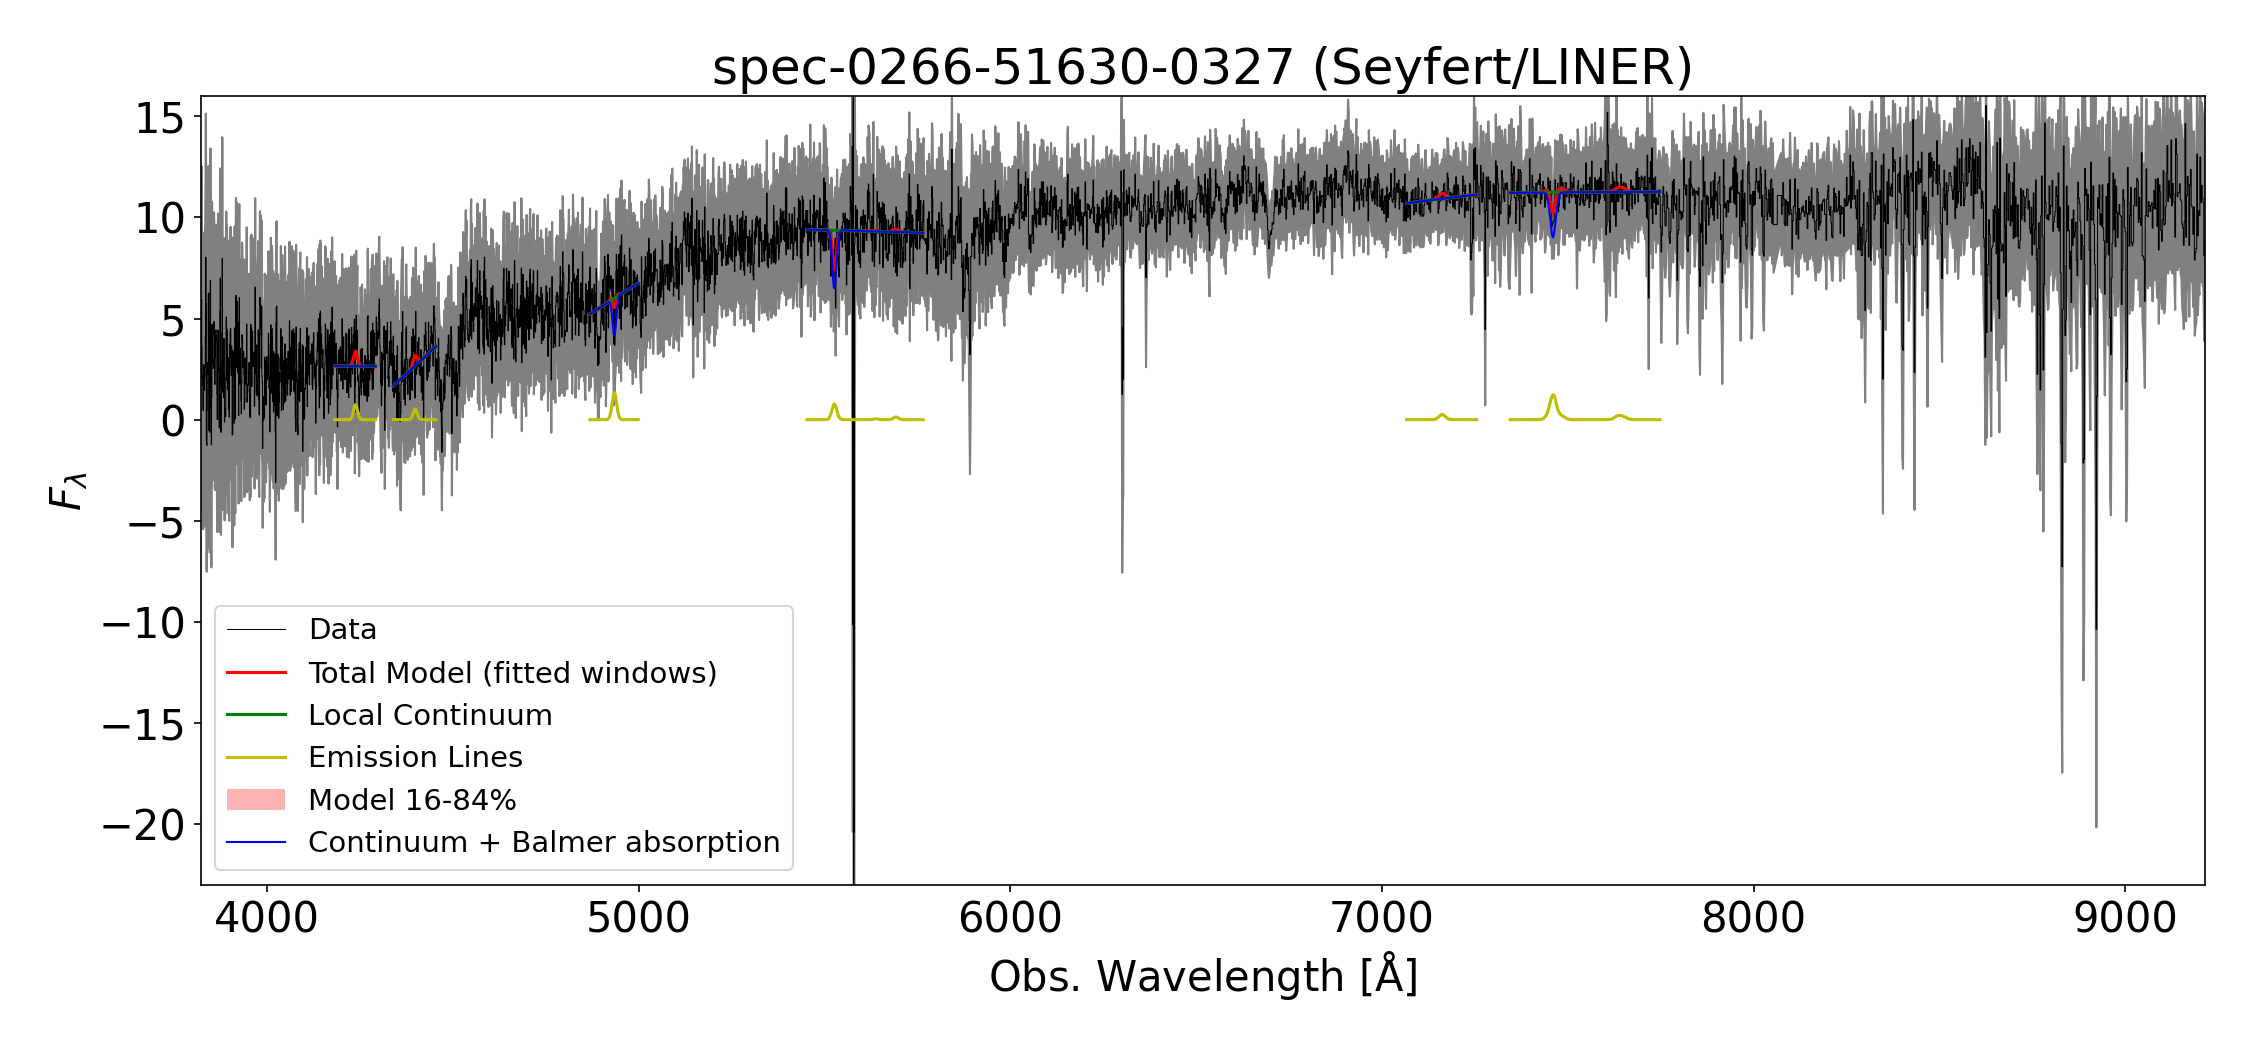 spec-0266-51630-0327 (Seyfert/LINER)
15
10
5
0
−5
−10
−15
−20
Fλ
Data
Total Model (fitted windows)
Local Continuum
Emission Lines
Model 16-84%
Continuum + Balmer absorption
4000 5000 6000 7000 8000 9000
Obs. Wavelength [Å]